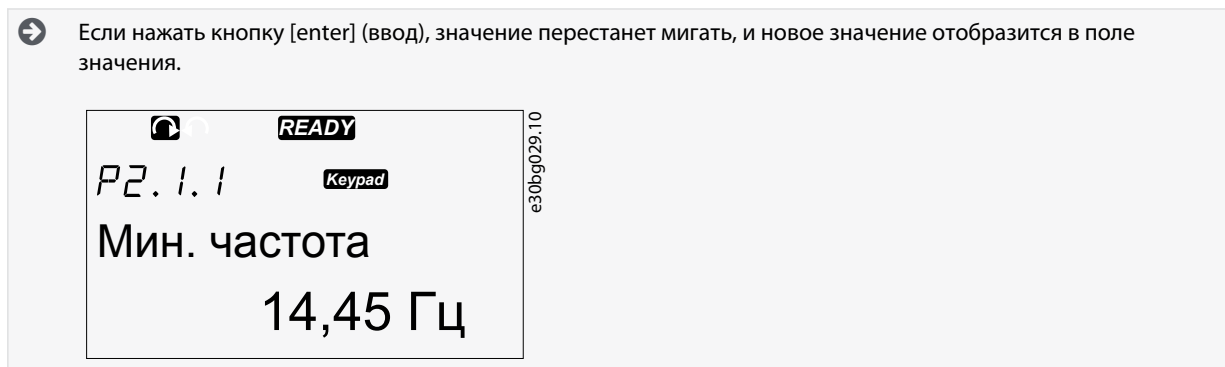 Если нажать кнопку [enter] (ввод), значение перестанет мигать, и новое значение отобразится в поле
значения.
READY
P2.1.1
Keypad
Мин. частота
14,45 Гц
e30bg029.10